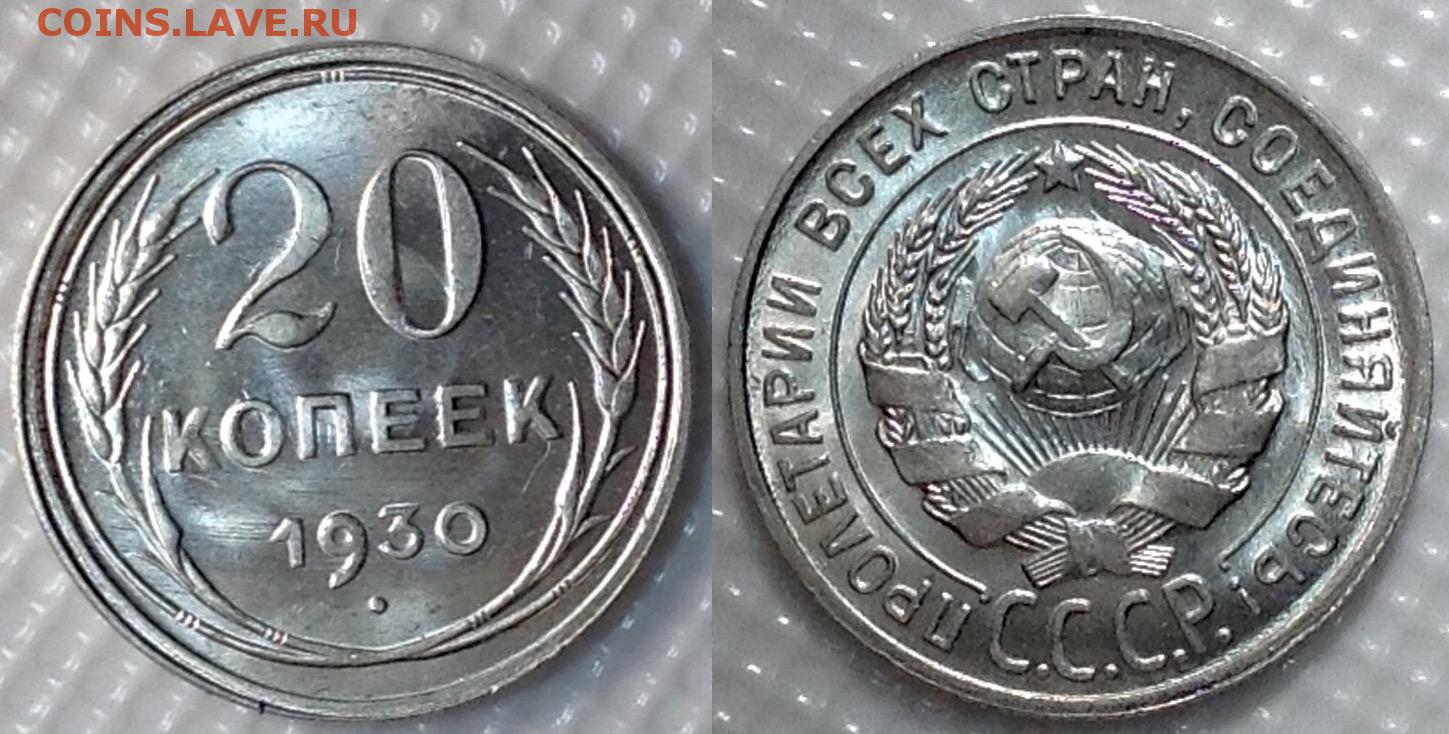 COINS.LAVE.RU
20
КОПЕЕК
1930
ПРОЛЕТАРИИ ВСЕХ СТРАН, СОЕДИНЯЙТЕСЬ!
С.С.С.Р.